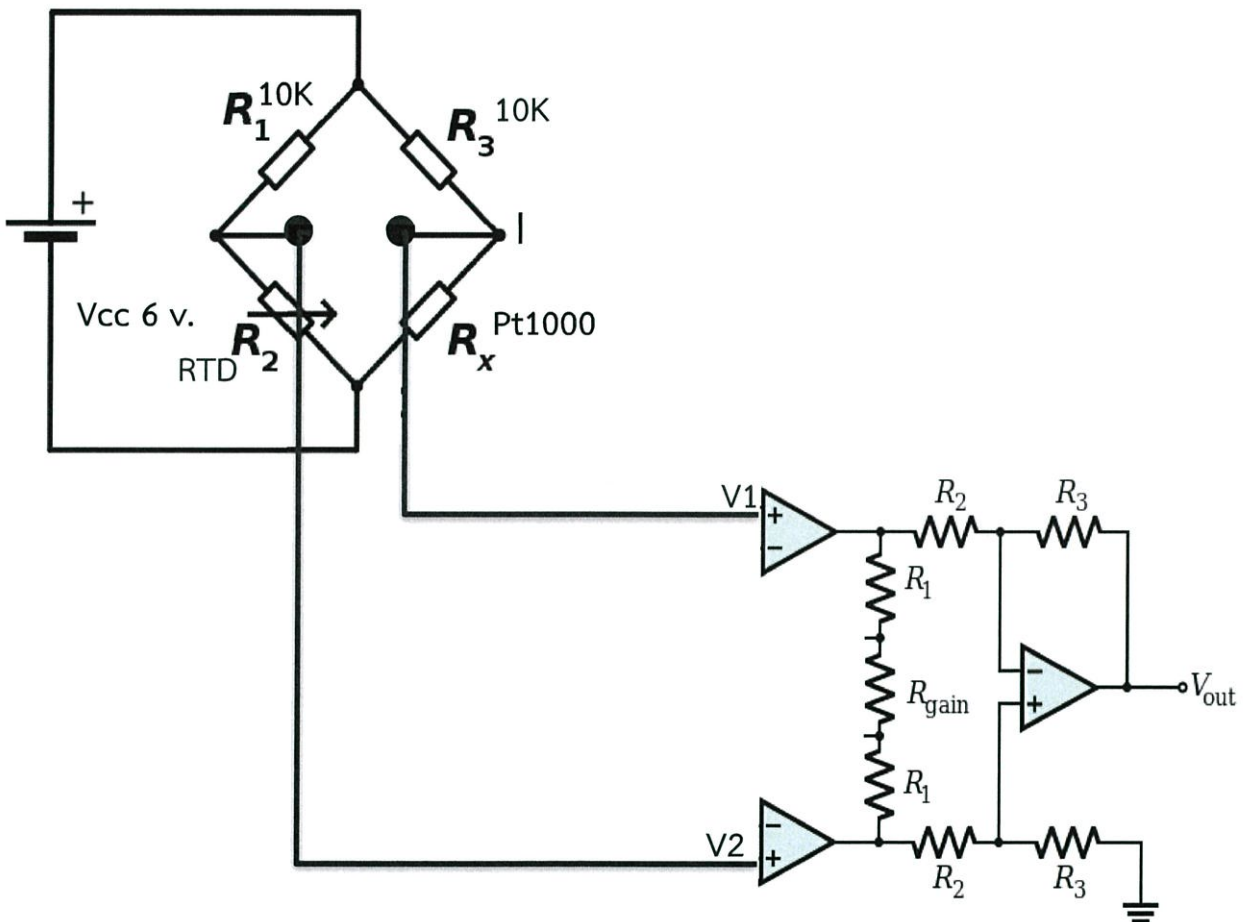 R1 10K
R3 10K
+
l
Vcc 6 v.
R2
RTD
Rx Pt1000
V1
+
−
R2
R3
R1
Rgain
−
+
Vout
R1
V2
−
+
R2
R3